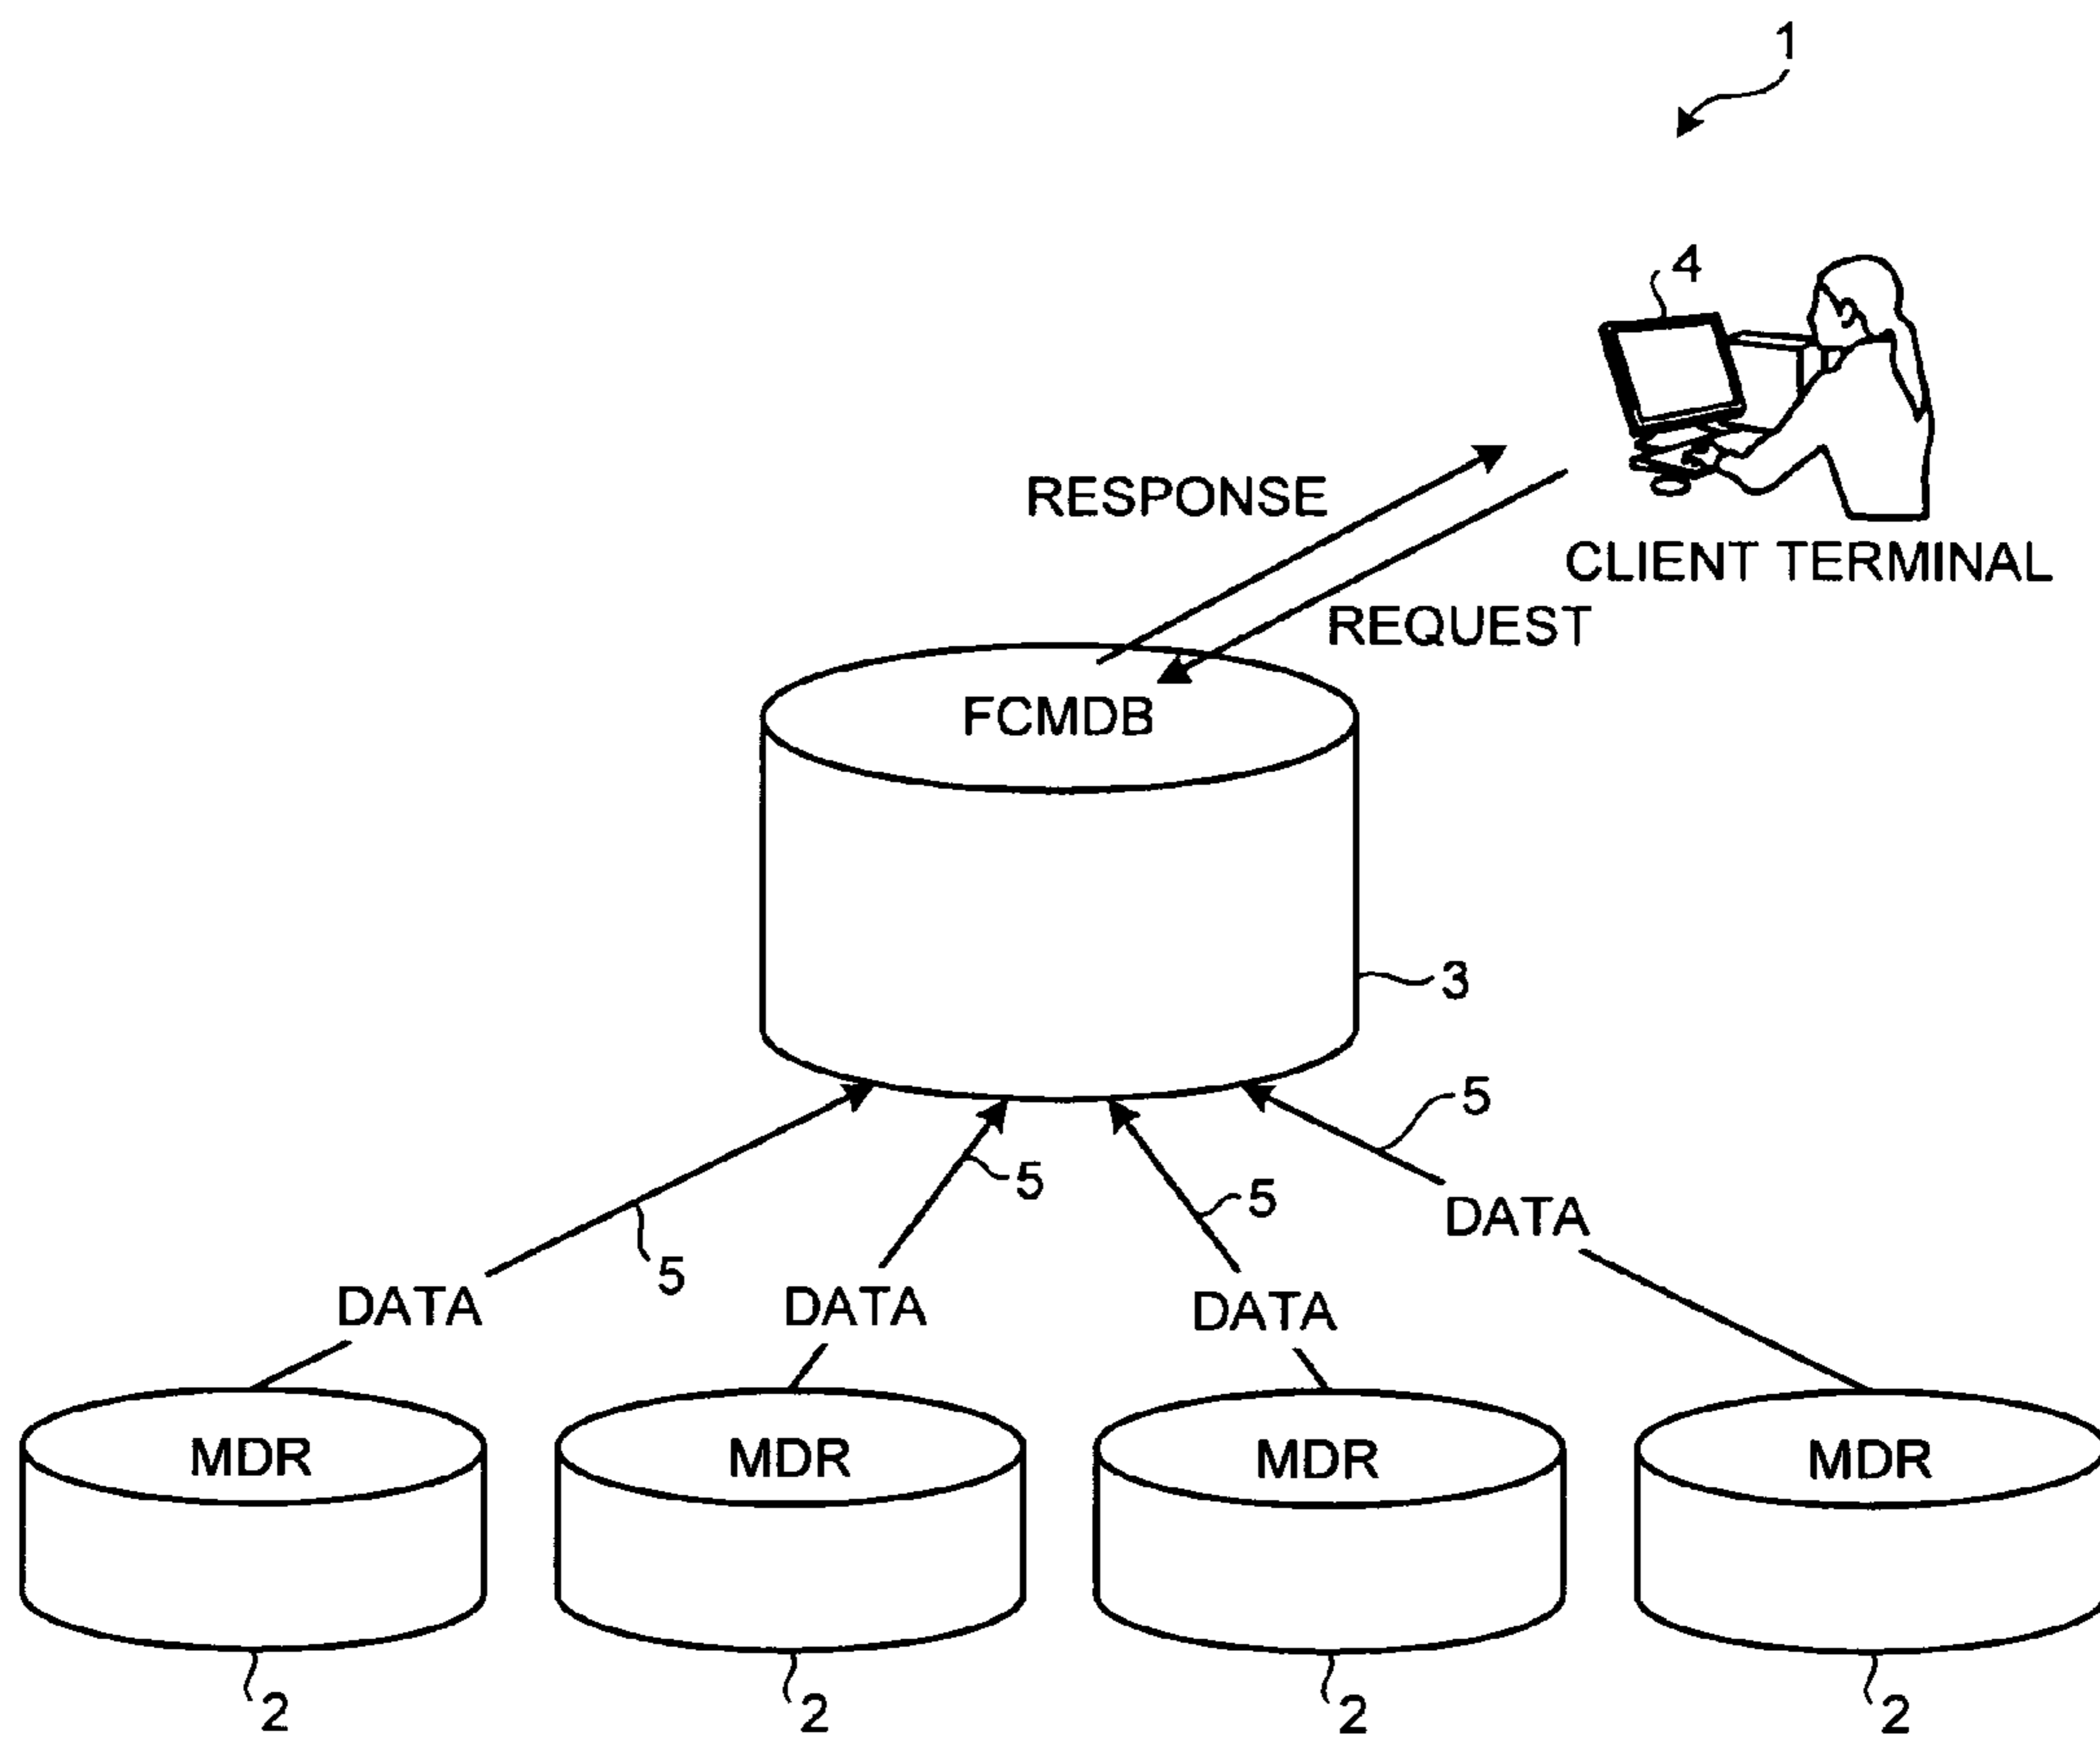 1
4
RESPONSE
CLIENT TERMINAL
REQUEST
FCMDB
3
5
5
5
DATA
5
DATA
DATA
DATA
MDR
MDR
MDR
MDR
2
2
2
2